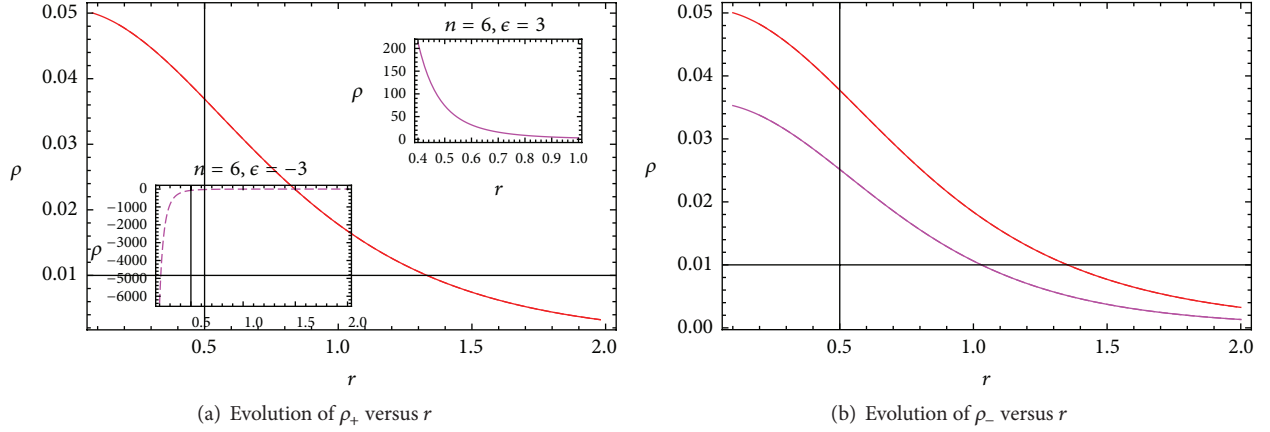 0.05
0.04
0.03
0.02
0.01
ρ
0.5
1.0
1.5
2.0
r
n = 6, ϵ = 3
200
150
100
50
0
ρ
0.4 0.5 0.6 0.7 0.8 0.9 1.0
r
n = 6, ϵ = −3
0
−1000
−2000
−3000
−4000
−5000
−6000
ρ
0.5 1.0 1.5 2.0
(a) Evolution of ρ₊ versus r
0.05
0.04
0.03
0.02
0.01
0.00
ρ
0.5 1.0 1.5 2.0
r
(b) Evolution of ρ₋ versus r